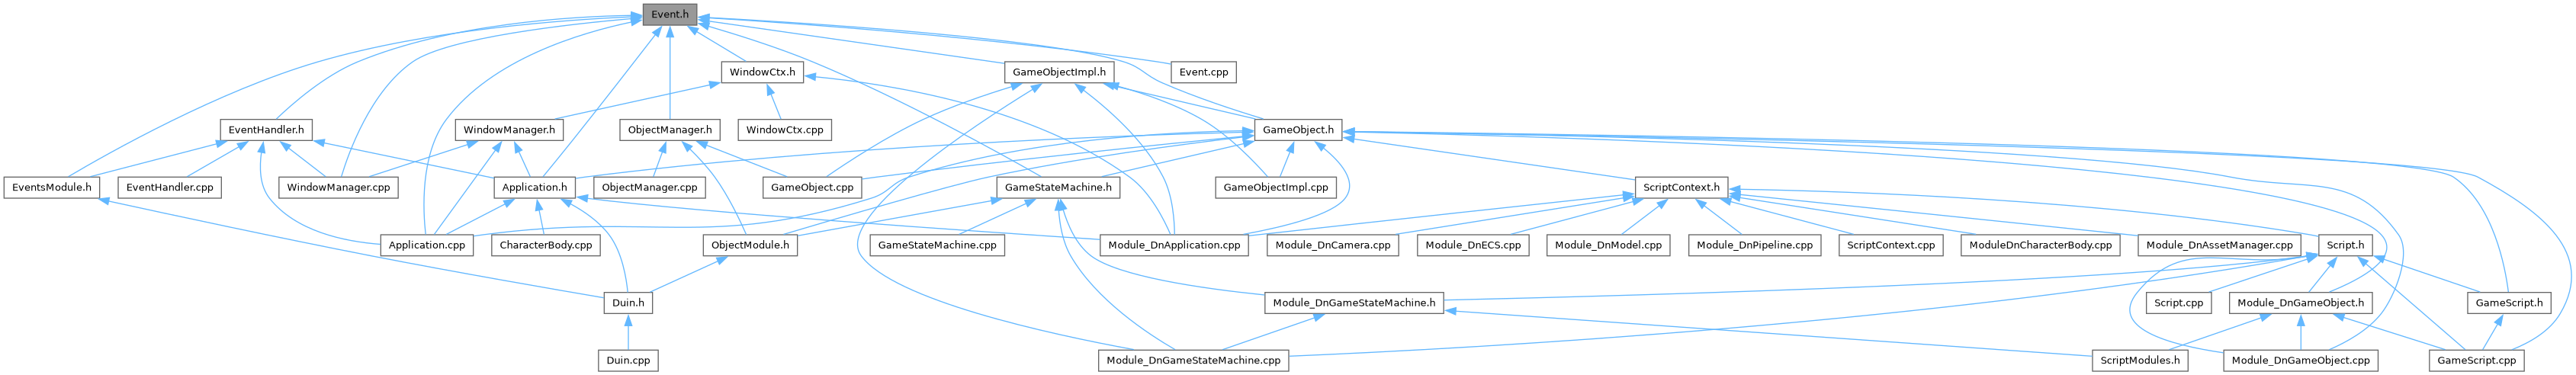 Event.h
WindowCtx.h
GameObjectImpl.h
Event.cpp
EventHandler.h
WindowManager.h
ObjectManager.h
WindowCtx.cpp
GameObject.h
EventsModule.h
EventHandler.cpp
WindowManager.cpp
Application.h
ObjectManager.cpp
GameObject.cpp
GameStateMachine.h
GameObjectImpl.cpp
ScriptContext.h
Application.cpp
CharacterBody.cpp
ObjectModule.h
GameStateMachine.cpp
Module_DnApplication.cpp
Module_DnCamera.cpp
Module_DnECS.cpp
Module_DnModel.cpp
Module_DnPipeline.cpp
ScriptContext.cpp
ModuleDnCharacterBody.cpp
Module_DnAssetManager.cpp
Script.h
Duin.h
Module_DnGameStateMachine.h
Script.cpp
Module_DnGameObject.h
GameScript.h
Duin.cpp
Module_DnGameStateMachine.cpp
ScriptModules.h
Module_DnGameObject.cpp
GameScript.cpp